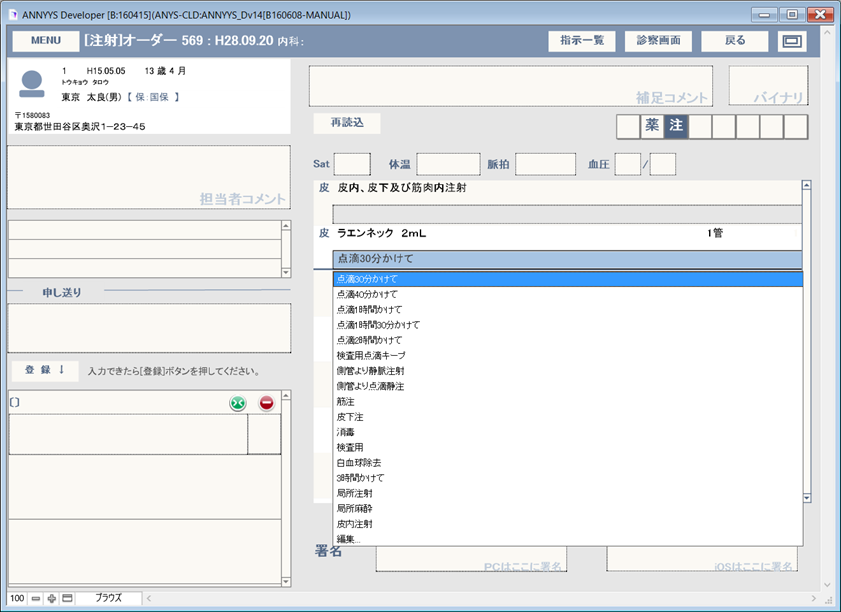 ANNYYS Developer [B:160415](ANYS-CLD:ANNYYS_Dv14[B160608-MANUAL])
MENU
[注射]オーダー 569 : H28.09.20 内科:
指示一覧
診察画面
戻る
1 H15.05.05 13 歳 4 月
トウキョウ タロウ
東京 太良(男)【 保:国保 】
〒1580083
東京都世田谷区奥沢1-23-45
担当者コメント
申し送り
登 録 ↓
入力できたら[登録]ボタンを押してください。
[]
補足コメント
バイナリ
再読込
薬
注
Sat
体温
脈拍
血圧
/
皮 皮内、皮下及び筋肉内注射
皮 ラエンネック 2mL 1管
点滴30分かけて
点滴30分かけて
点滴40分かけて
点滴1時間かけて
点滴1時間30分かけて
点滴2時間かけて
検査用点滴キープ
側管より静脈注射
側管より点滴静注
筋注
皮下注
消毒
検査用
白血球除去
3時間かけて
局所注射
局所麻酔
皮内注射
編集...
署名
PCはここに署名
iOSはここに署名
100
ブラウズ